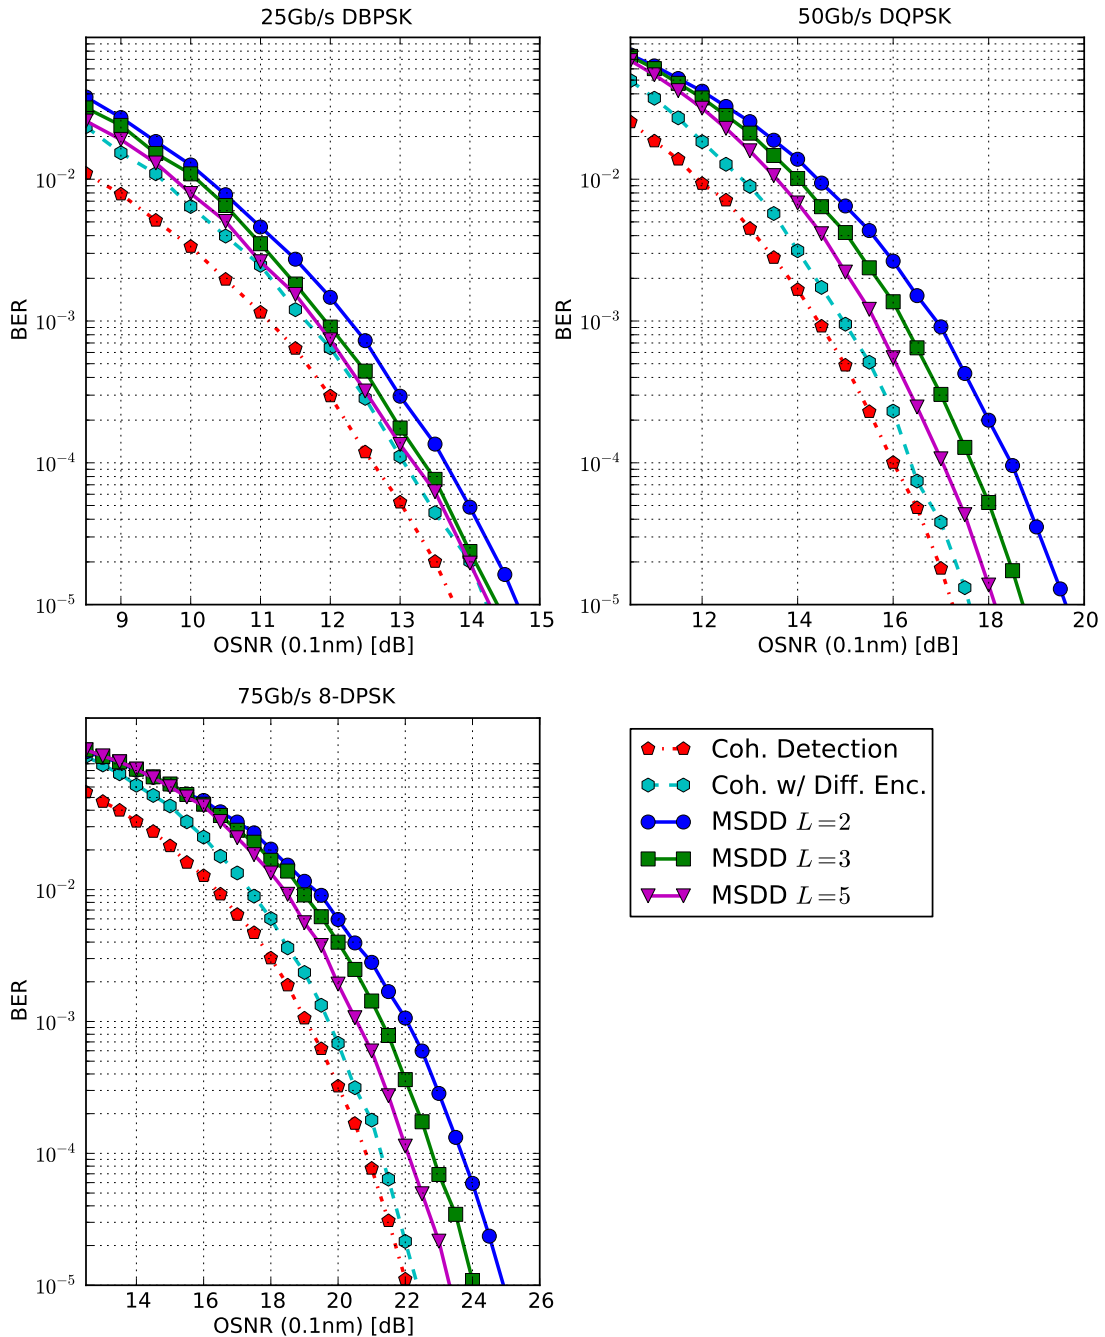 25Gb/s DBPSK
BER
10⁻²
10⁻³
10⁻⁴
10⁻⁵
9 10 11 12 13 14 15
OSNR (0.1nm) [dB]
50Gb/s DQPSK
BER
10⁻²
10⁻³
10⁻⁴
10⁻⁵
12 14 16 18 20
OSNR (0.1nm) [dB]
75Gb/s 8-DPSK
BER
10⁻²
10⁻³
10⁻⁴
10⁻⁵
14 16 18 20 22 24 26
OSNR (0.1nm) [dB]
Coh. Detection
Coh. w/ Diff. Enc.
MSDD L=2
MSDD L=3
MSDD L=5